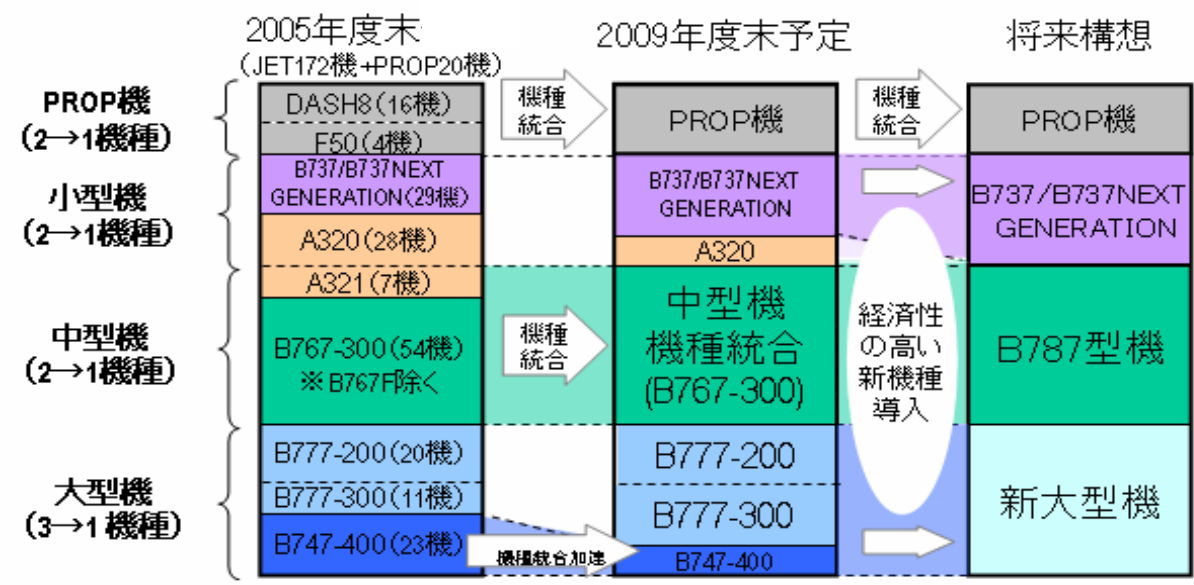 2005年度末
(JET172機+PROP20機)
2009年度末予定
将来構想
PROP機
(2→1機種)
小型機
(2→1機種)
中型機
(2→1機種)
大型機
(3→1機種)
DASH8(16機)
F50(4機)
B737/B737NEXT
GENERATION(29機)
A320(28機)
A321(7機)
B767-300(54機)
※B767F除く
B777-200(20機)
B777-300(11機)
B747-400(23機)
機種
統合
機種
統合
機種統合加速
PROP機
B737/B737NEXT
GENERATION
A320
中型機
機種統合
(B767-300)
B777-200
B777-300
B747-400
機種
統合
経済性
の高い
新機種
導入
PROP機
B737/B737NEXT
GENERATION
B787型機
新大型機